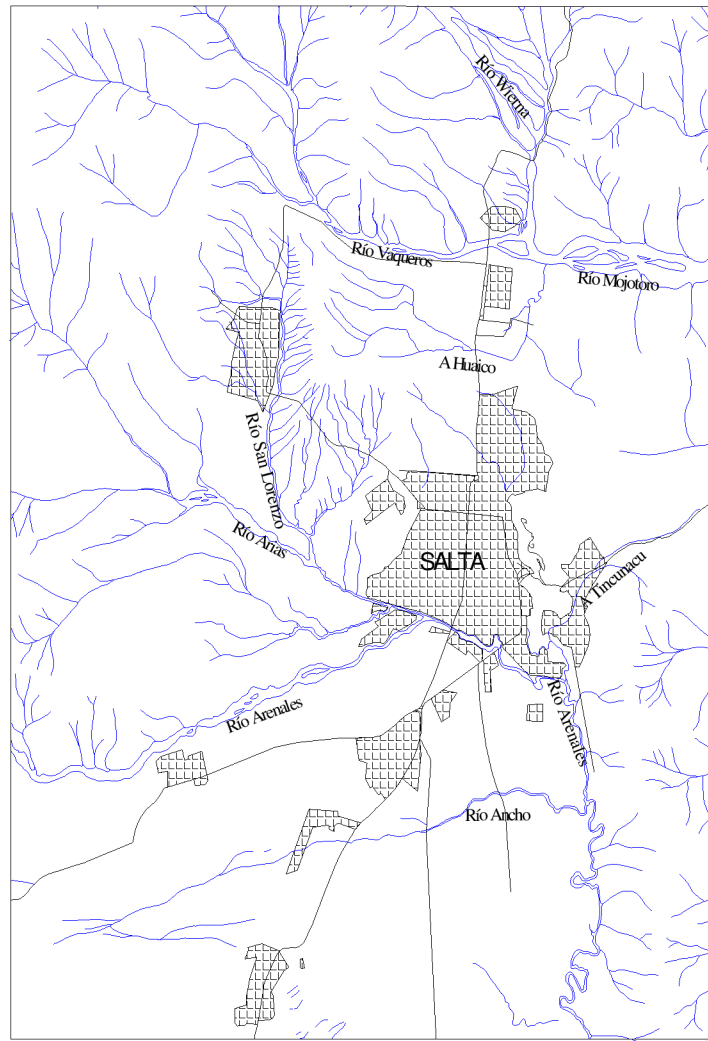 Río Wierna
Río Vaqueros
Río Mojotoro
A Huaico
Río San Lorenzo
Río Arias
SALTA
A Tincunacu
Río Arenales
Río Arenales
Río Ancho